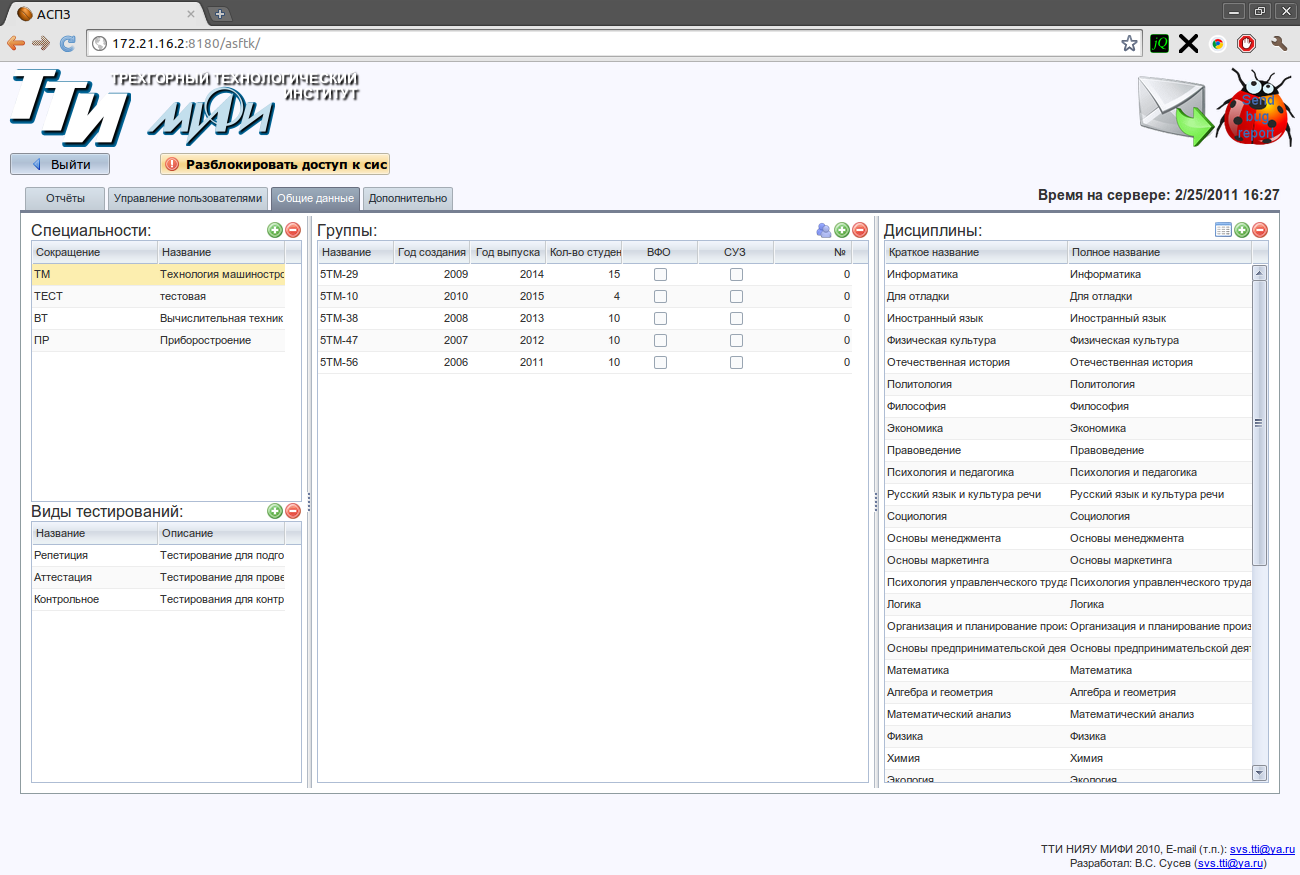 АСПЗ
172.21.16.2:8180/asftk/
ТТИ
ТРЕХГОРНЫЙ ТЕХНОЛОГИЧЕСКИЙ
ИНСТИТУТ
МИФИ
Send
bug
report
Выйти
Разблокировать доступ к сис
Отчёты Управление пользователями Общие данные Дополнительно
Время на сервере: 2/25/2011 16:27
Специальности:
Сокращение Название
ТМ Технология машиностро
ТЕСТ тестовая
ВТ Вычислительная техник
ПР Приборостроение
Виды тестирований:
Название Описание
Репетиция Тестирование для подго
Аттестация Тестирование для прове
Контрольное Тестирования для контр
Группы:
Название Год создания Год выпуска Кол-во студен ВФО СУЗ №
5ТМ-29 2009 2014 15 0
5ТМ-10 2010 2015 4 0
5ТМ-38 2008 2013 10 0
5ТМ-47 2007 2012 10 0
5ТМ-56 2006 2011 10 0
Дисциплины:
Краткое название Полное название
Информатика Информатика
Для отладки Для отладки
Иностранный язык Иностранный язык
Физическая культура Физическая культура
Отечественная история Отечественная история
Политология Политология
Философия Философия
Экономика Экономика
Правоведение Правоведение
Психология и педагогика Психология и педагогика
Русский язык и культура речи Русский язык и культура речи
Социология Социология
Основы менеджмента Основы менеджмента
Основы маркетинга Основы маркетинга
Психология управленческого труда Психология управленческого труда
Логика Логика
Организация и планирование произ Организация и планирование произ
Основы предпринимательской дея Основы предпринимательской деят
Математика Математика
Алгебра и геометрия Алгебра и геометрия
Математический анализ Математический анализ
Физика Физика
Химия Химия
Экология Экология
ТТИ НИЯУ МИФИ 2010, E-mail (т.п.): svs.tti@ya.ru
Разработал: В.С. Сусев (svs.tti@ya.ru)